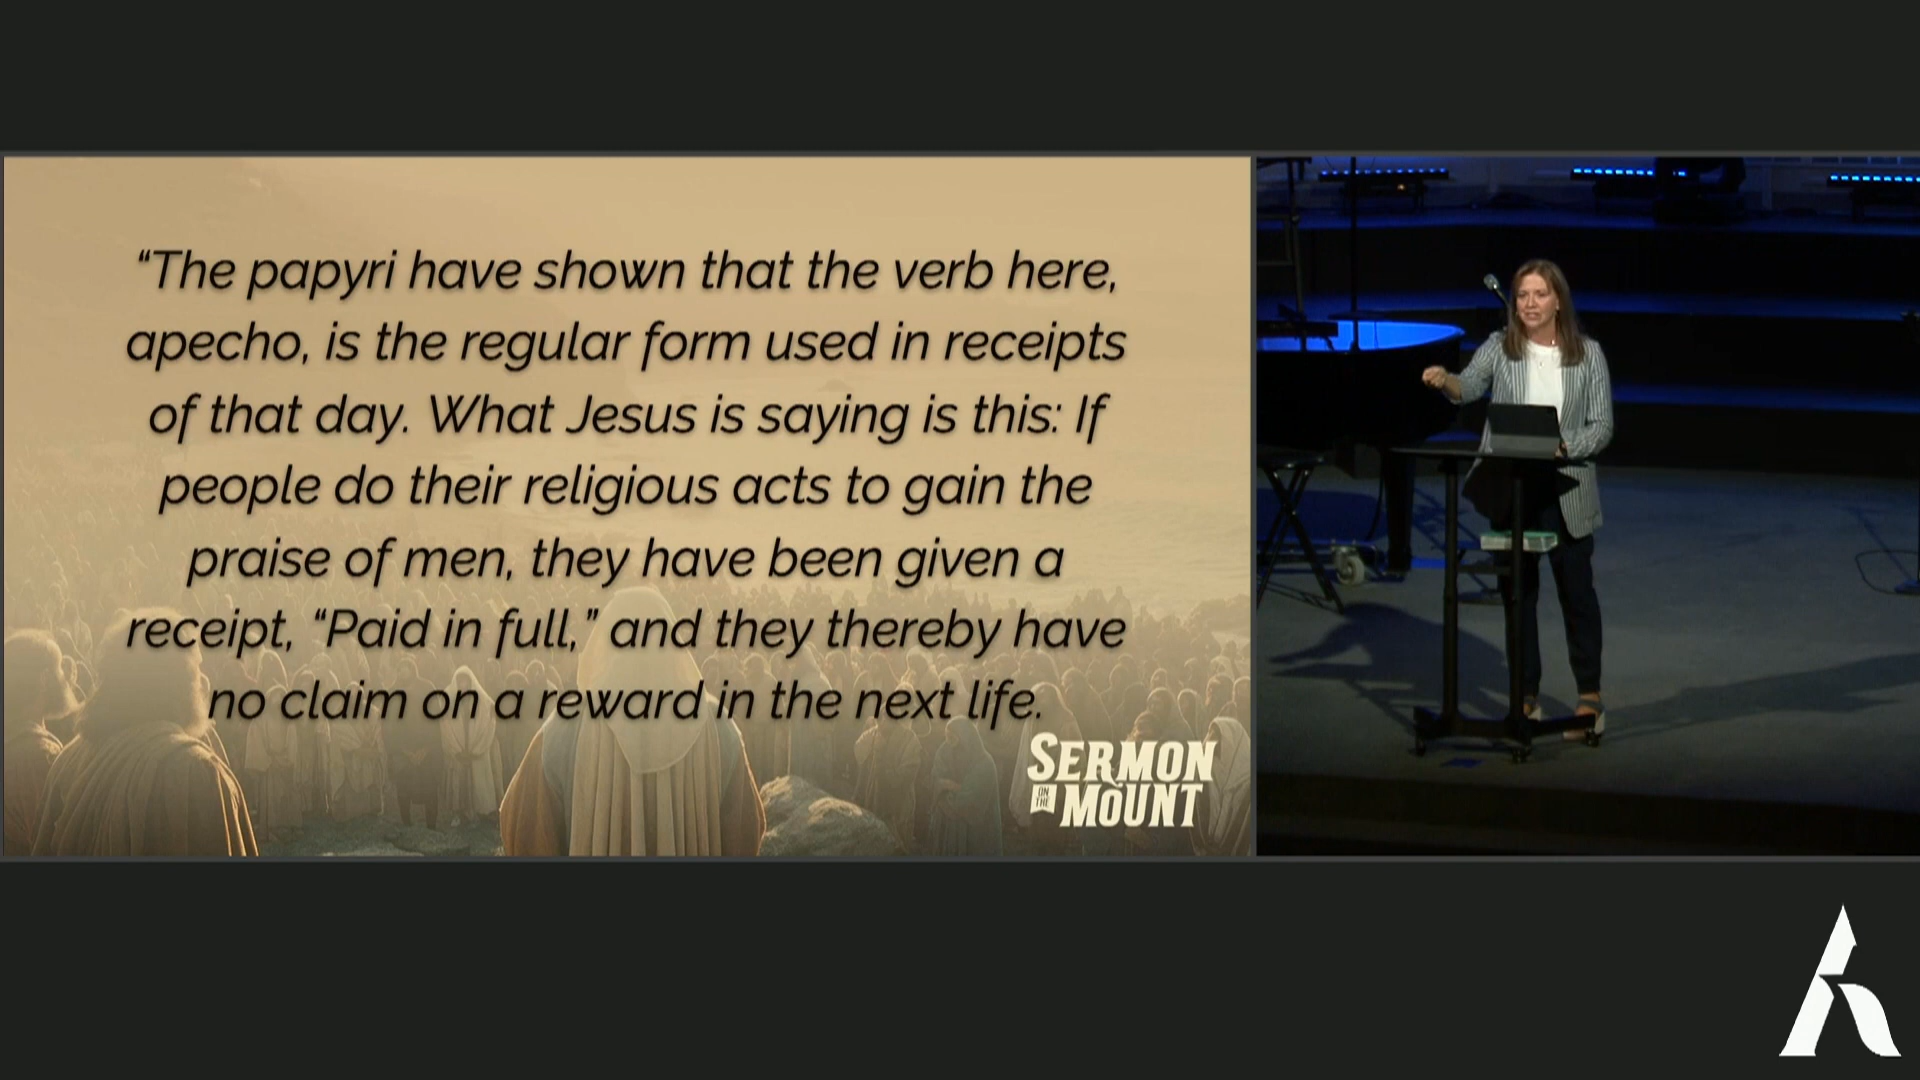 “The papyri have shown that the verb here,
apecho, is the regular form used in receipts
of that day. What Jesus is saying is this: If
people do their religious acts to gain the
praise of men, they have been given a
receipt, “Paid in full,” and they thereby have
no claim on a reward in the next life.
SERMON
ON THE
MOUNT